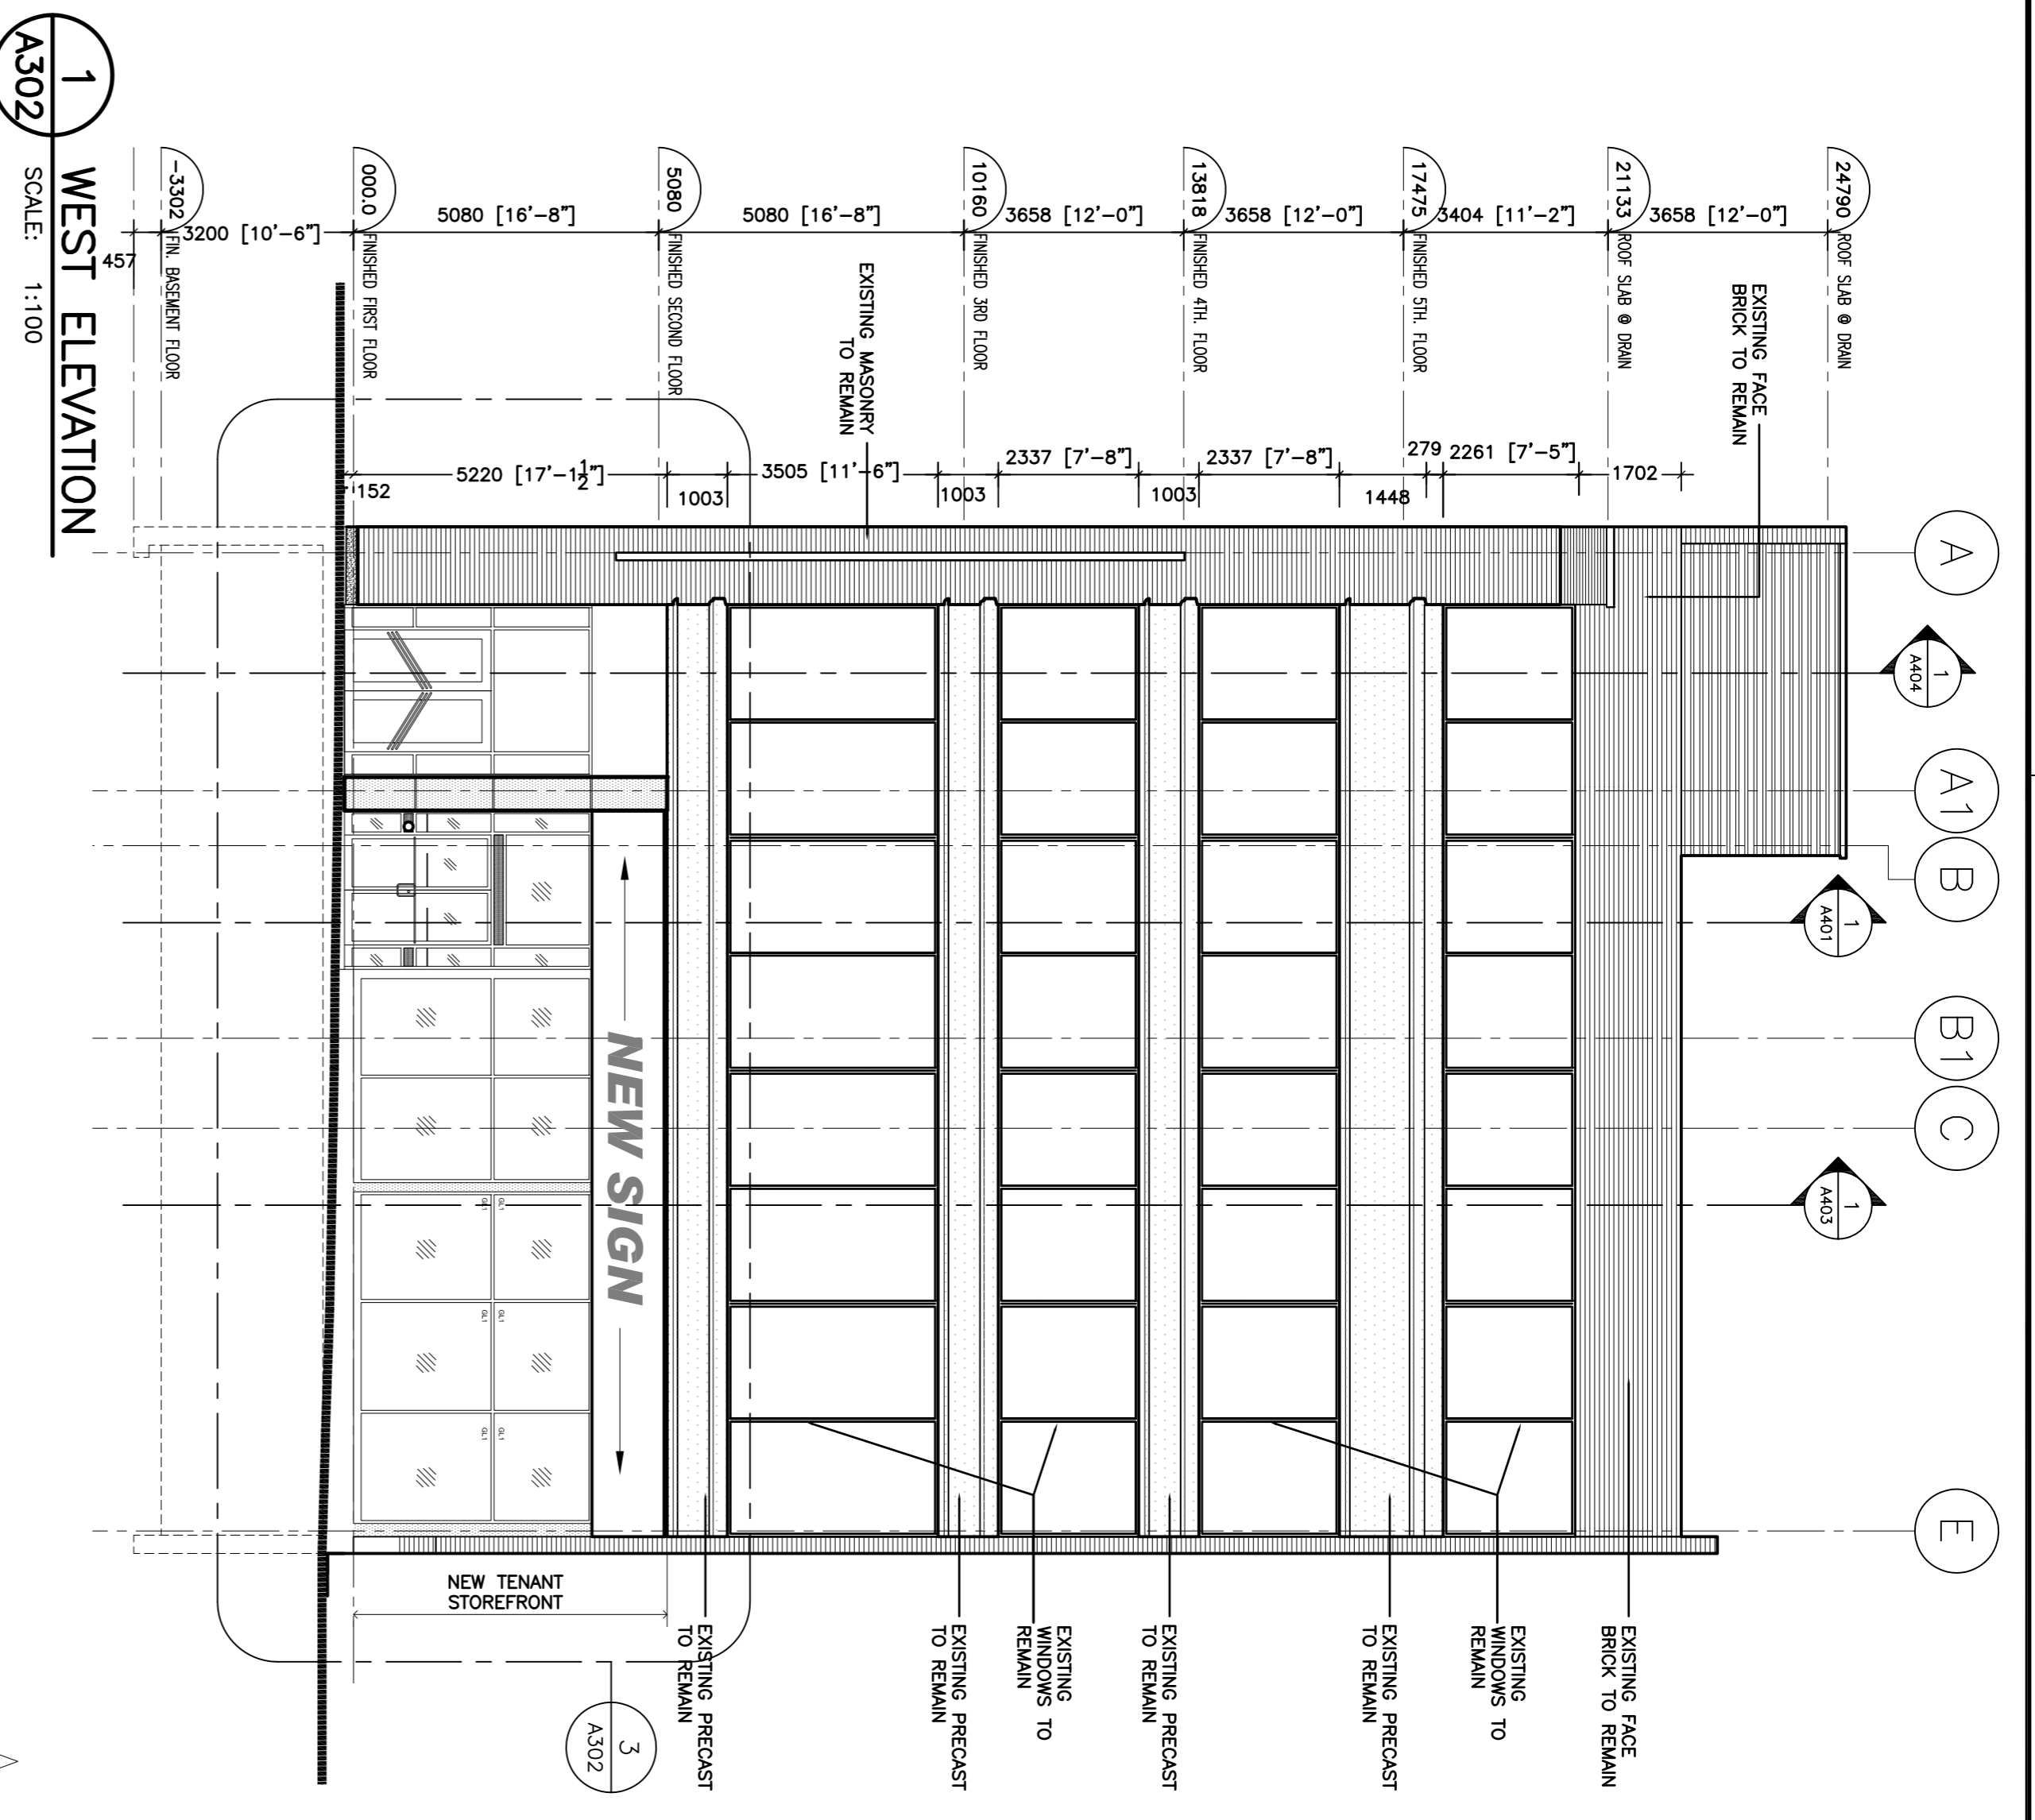 A
A1
B
B1
C
E
1
A404
1
A401
1
A403
24790
ROOF SLAB @ DRAIN
3658 [12'-0"]
21133
ROOF SLAB @ DRAIN
3404 [11'-2"]
17475
FINISHED 5TH. FLOOR
3658 [12'-0"]
13818
FINISHED 4TH. FLOOR
3658 [12'-0"]
10160
FINISHED 3RD FLOOR
5080 [16'-8"]
5080
FINISHED SECOND FLOOR
5080 [16'-8"]
000.0
FINISHED FIRST FLOOR
3200 [10'-6"]
-3302
FIN. BASEMENT FLOOR
457
EXISTING FACE
BRICK TO REMAIN
EXISTING MASONRY
TO REMAIN
1702
2261 [7'-5"]
279
1448
2337 [7'-8"]
1003
2337 [7'-8"]
1003
3505 [11'-6"]
1003
5220 [17'-1 1/2"]
152
EXISTING FACE
BRICK TO REMAIN
EXISTING
WINDOWS TO
REMAIN
EXISTING PRECAST
TO REMAIN
EXISTING PRECAST
TO REMAIN
EXISTING
WINDOWS TO
REMAIN
EXISTING PRECAST
TO REMAIN
EXISTING PRECAST
TO REMAIN
NEW SIGN
GL1
GL1
GL1
GL1
GL1
GL1
NEW TENANT
STOREFRONT
3
A302
1
A302
WEST ELEVATION
SCALE: 1:100